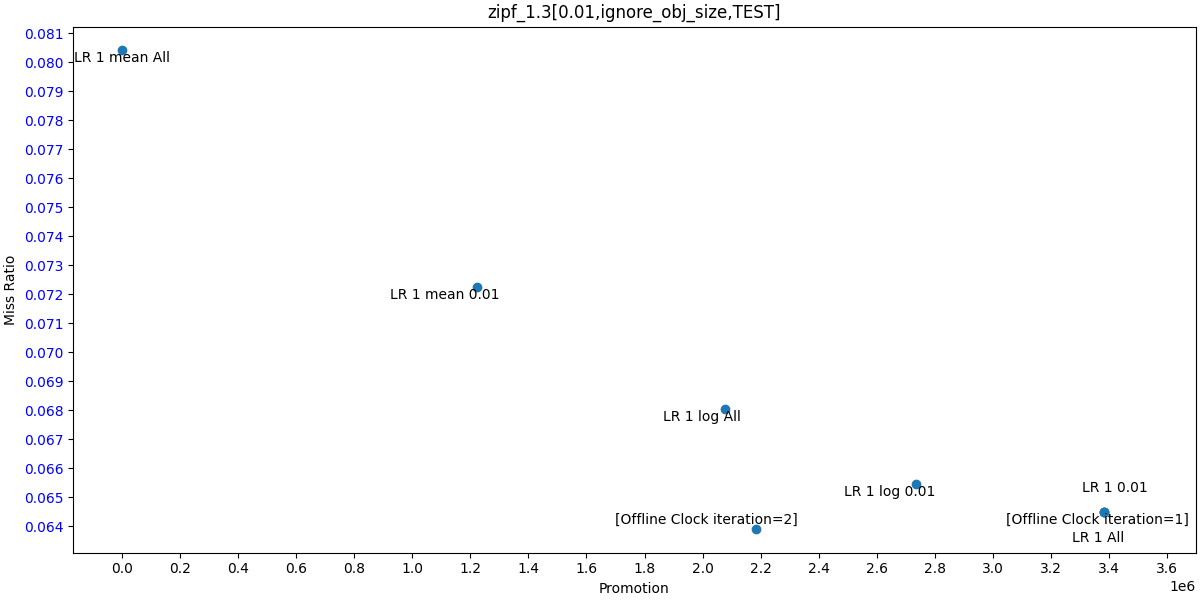 zipf_1.3[0.01,ignore_obj_size,TEST]
Miss Ratio
0.081
0.080
0.079
0.078
0.077
0.076
0.075
0.074
0.073
0.072
0.071
0.070
0.069
0.068
0.067
0.066
0.065
0.064
LR 1 mean All
LR 1 mean 0.01
LR 1 log All
LR 1 log 0.01
LR 1 0.01
[Offline Clock iteration=2]
[Offline Clock iteration=1]
LR 1 All
0.0 0.2 0.4 0.6 0.8 1.0 1.2 1.4 1.6 1.8 2.0 2.2 2.4 2.6 2.8 3.0 3.2 3.4 3.6
1e6
Promotion